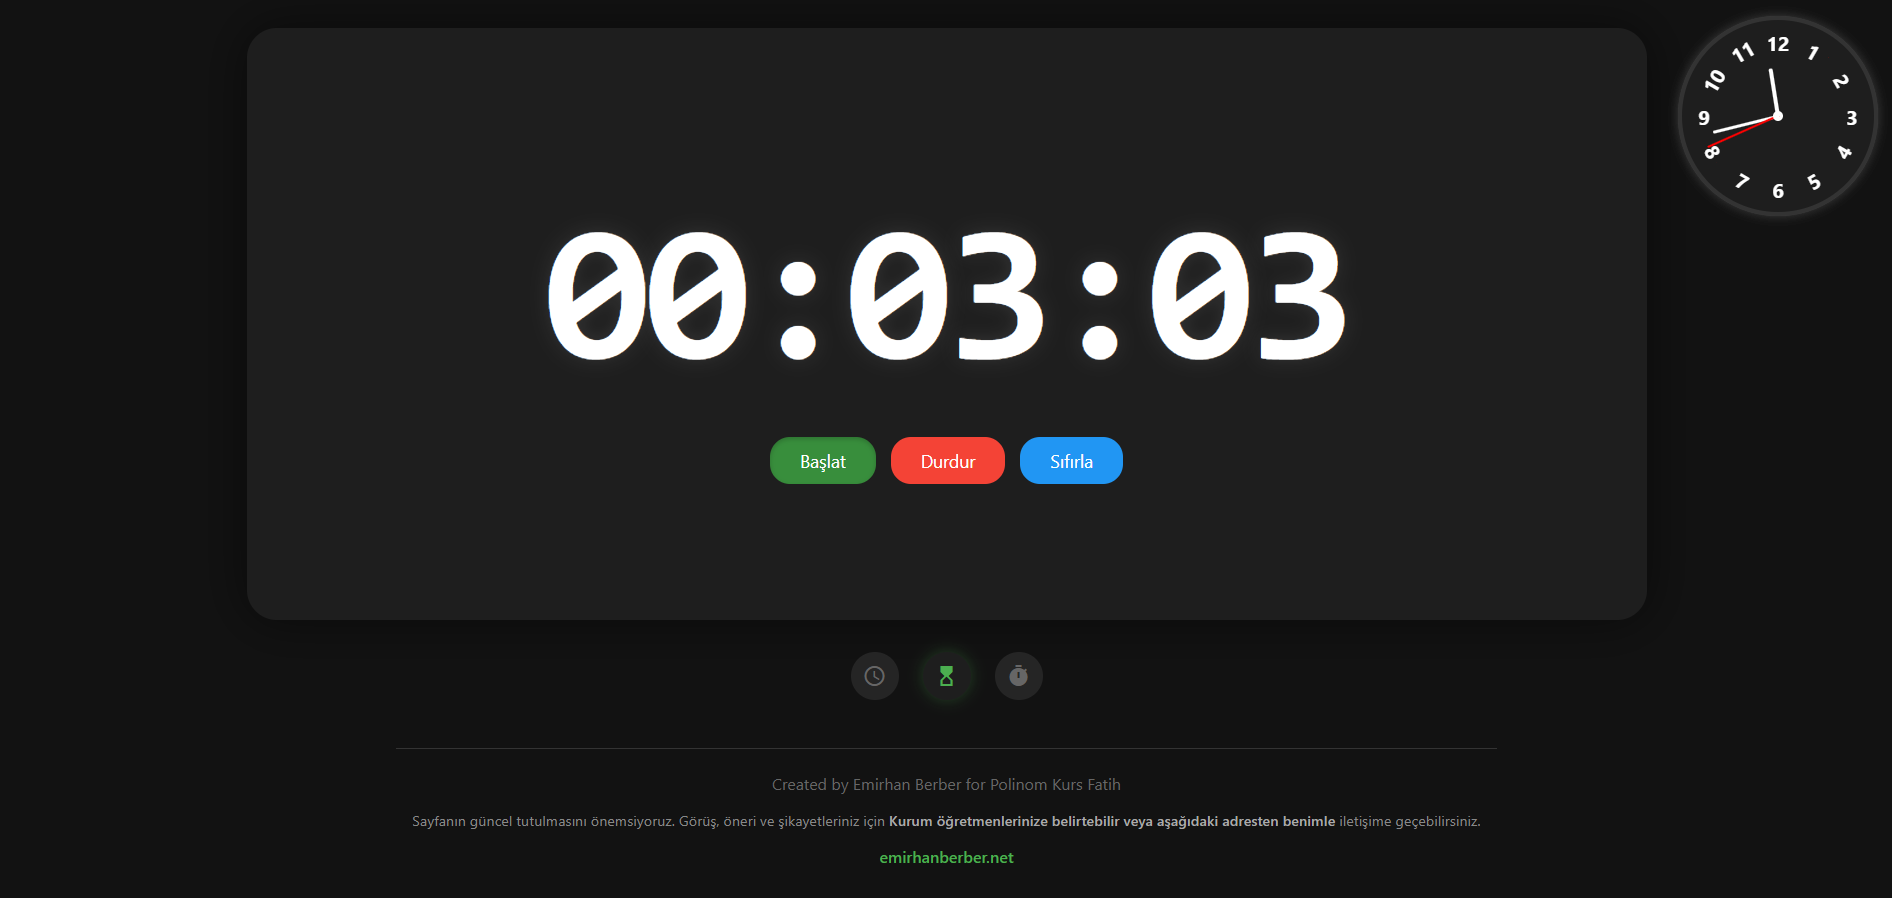 12
1
2
3
4
5
6
7
8
9
10
11
00:03:03
Başlat
Durdur
Sıfırla
Created by Emirhan Berber for Polinom Kurs Fatih
Sayfanın güncel tutulmasını önemsiyoruz. Görüş, öneri ve şikayetleriniz için Kurum öğretmenlerinize belirtebilir veya aşağıdaki adresten benimle iletişime geçebilirsiniz.
emirhanberber.net